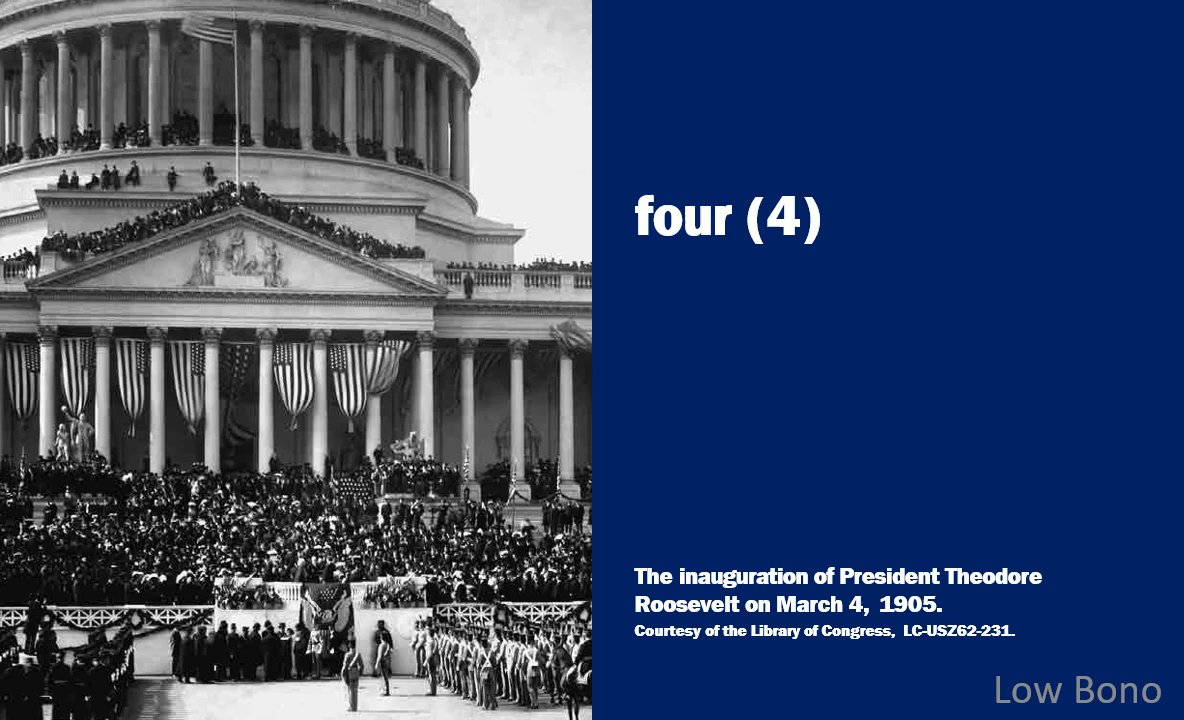 four (4)
The inauguration of President Theodore
Roosevelt on March 4, 1905.
Courtesy of the Library of Congress, LC-USZ62-231.
Low Bono